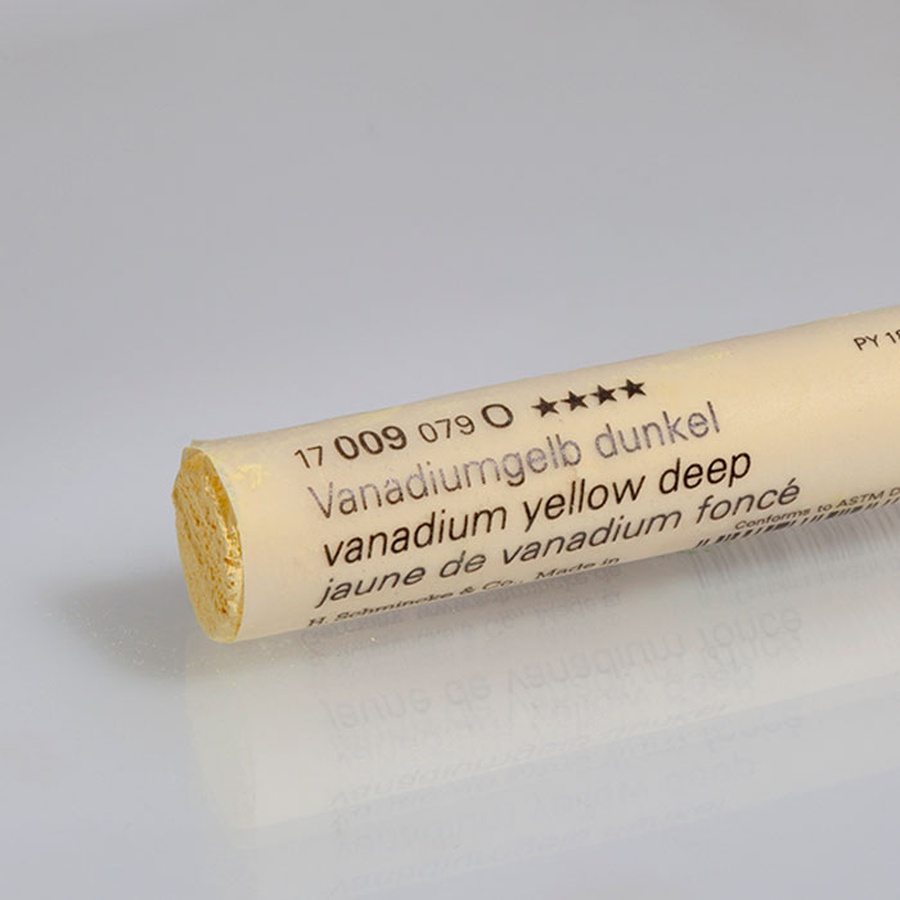 17 009 079 O ★★★★
Vanadiumgelb dunkel
vanadium yellow deep
jaune de vanadium foncé
H. Schmincke & Co., Made in
Conforms to ASTM D
PY